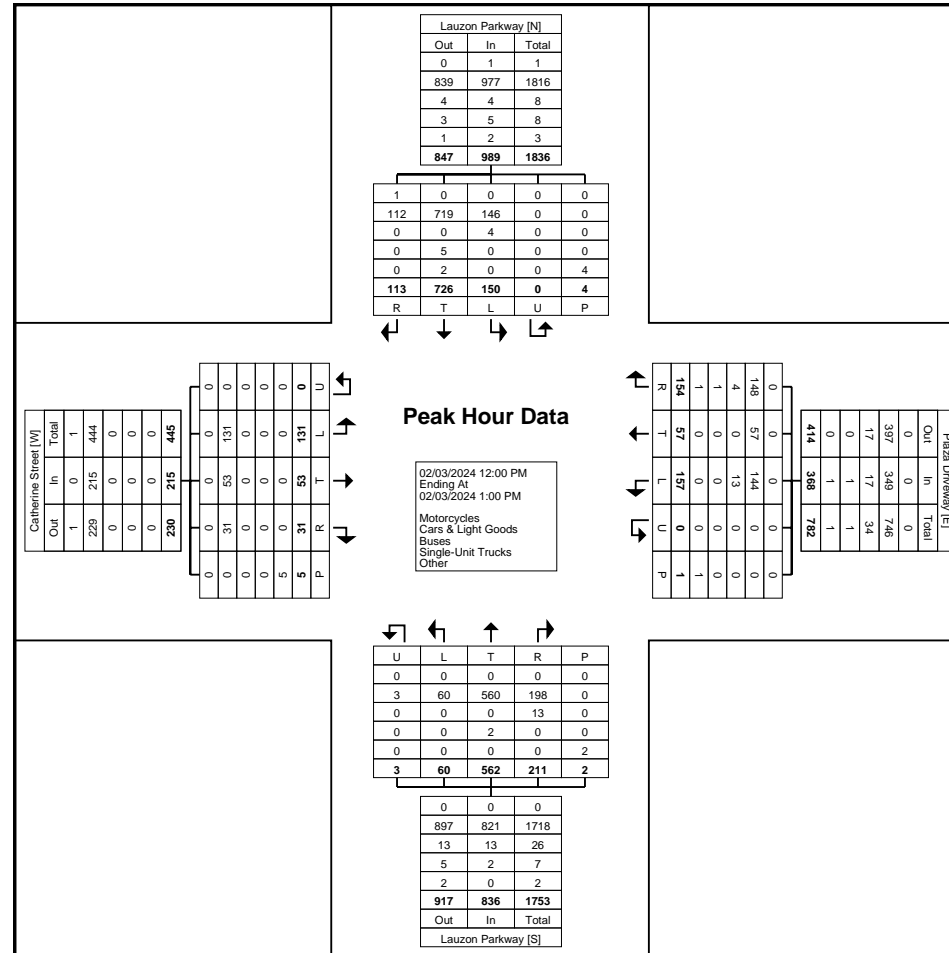 Lauzon Parkway [N]
Out In Total
0 1 1
839 977 1816
4 4 8
3 5 8
1 2 3
847 989 1836
1 0 0 0 0
112 719 146 0 0
0 0 4 0 0
0 5 0 0 0
0 2 0 0 4
113 726 150 0 4
R T L U P
Catherine Street [W]
Out In Total
1 0 1
229 215 444
0 0 0
0 0 0
0 0 0
230 215 445
0 0 0 0 0
0 131 53 31 0
0 0 0 0 0
0 0 0 0 0
0 0 0 0 5
0 131 53 31 5
U L T R P
Peak Hour Data
02/03/2024 12:00 PM
Ending At
02/03/2024 1:00 PM
Motorcycles
Cars & Light Goods
Buses
Single-Unit Trucks
Other
Plaza Driveway [E]
Out In Total
0 0 0
397 349 746
17 17 34
0 1 1
0 1 1
414 368 782
0 0 0 0 0
148 57 144 0 0
4 0 13 0 0
1 0 0 0 0
1 0 0 0 1
154 57 157 0 1
R T L U P
U L T R P
0 0 0 0 0
3 60 560 198 0
0 0 0 13 0
0 0 2 0 0
0 0 0 0 2
3 60 562 211 2
0 0 0
897 821 1718
13 13 26
5 2 7
2 0 2
917 836 1753
Out In Total
Lauzon Parkway [S]